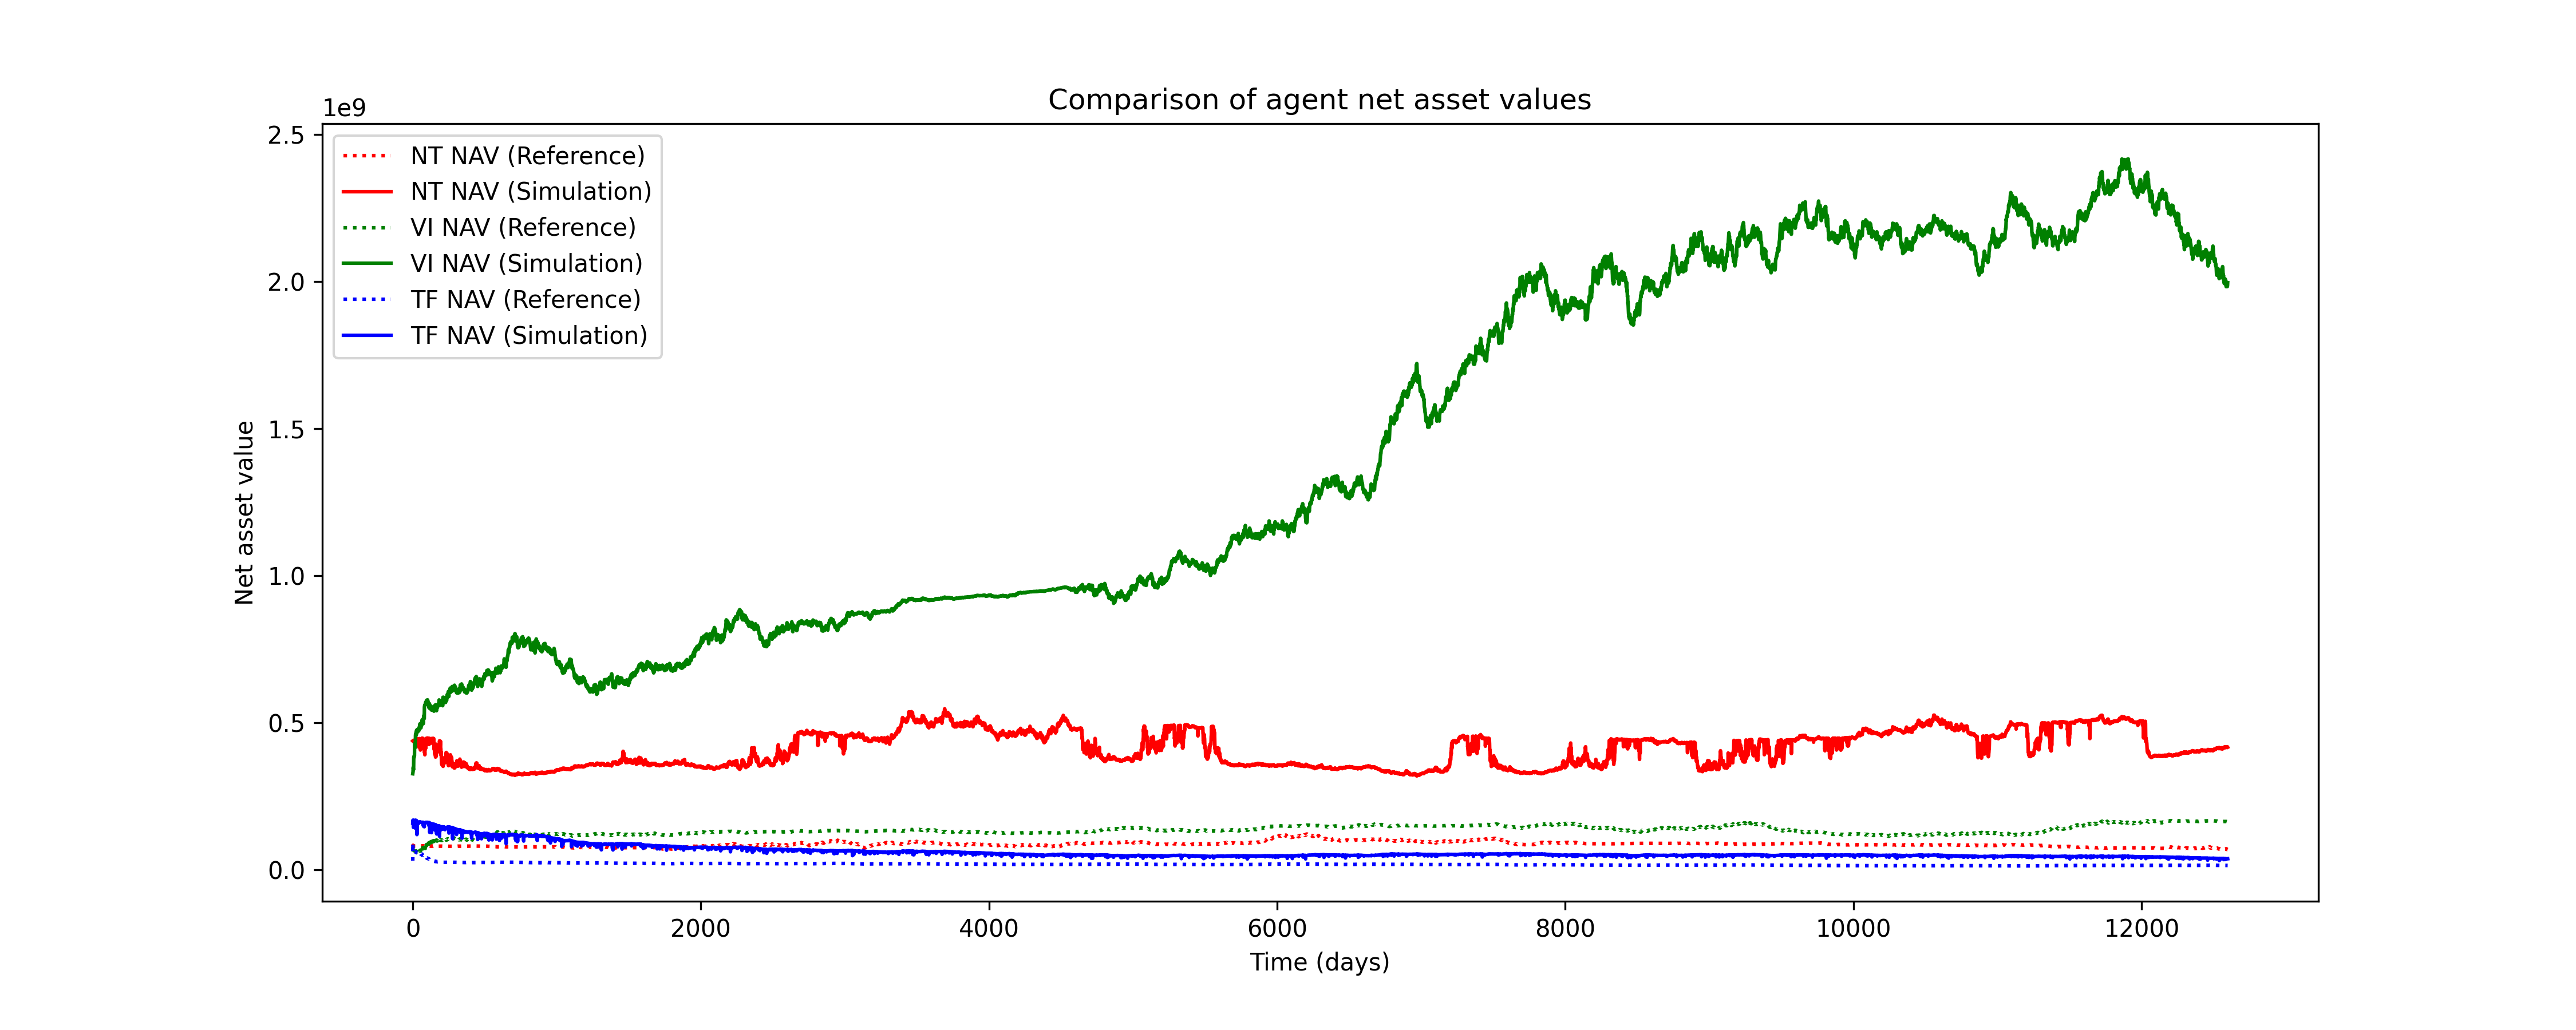 Comparison of agent net asset values
1e9
2.5
2.0
1.5
1.0
0.5
0.0
Net asset value
NT NAV (Reference)
NT NAV (Simulation)
VI NAV (Reference)
VI NAV (Simulation)
TF NAV (Reference)
TF NAV (Simulation)
0 2000 4000 6000 8000 10000 12000
Time (days)